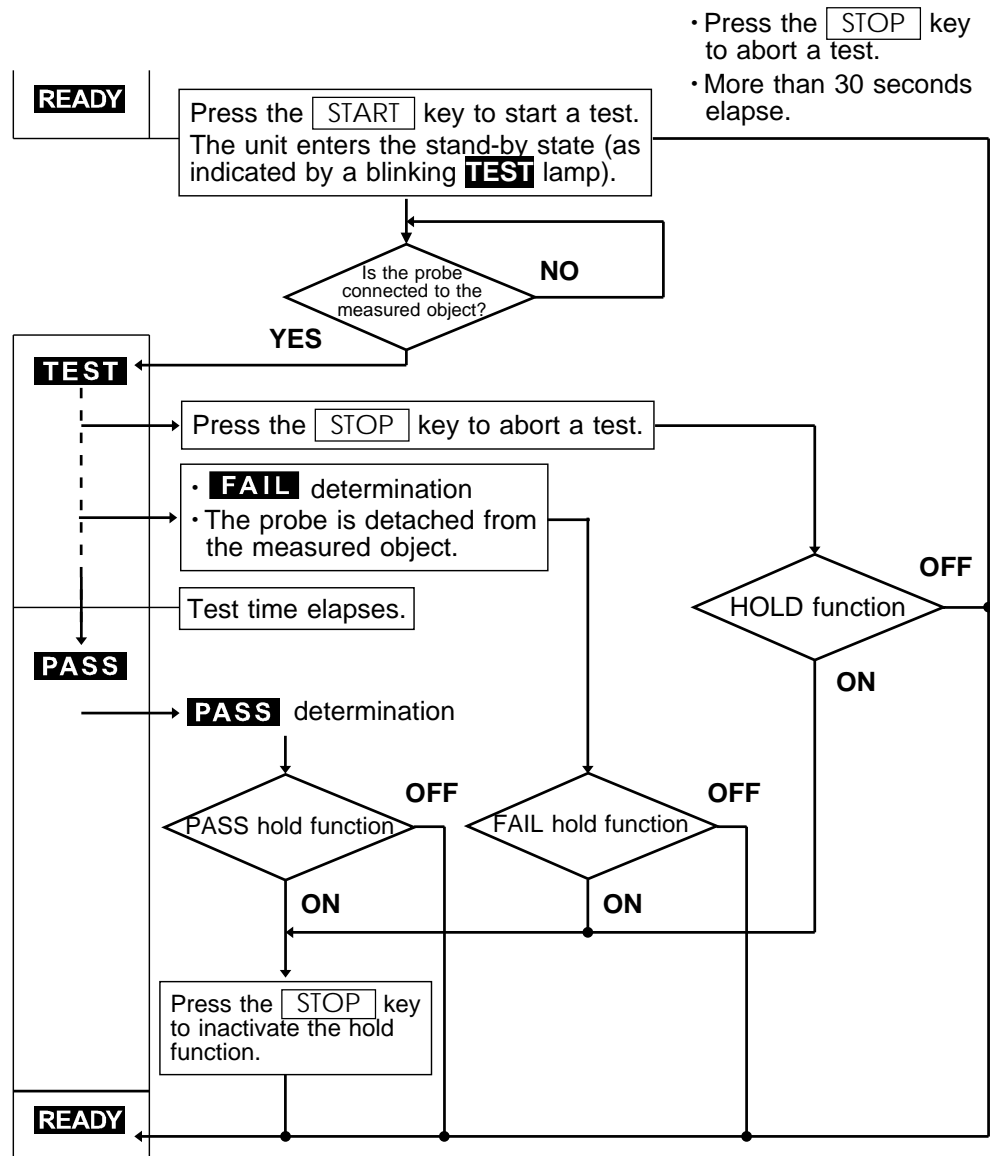 · Press the STOP key
to abort a test.
· More than 30 seconds
elapse.
READY
Press the START key to start a test.
The unit enters the stand-by state (as
indicated by a blinking TEST lamp).
Is the probe
connected to the
measured object?
NO
YES
TEST
Press the STOP key to abort a test.
· FAIL determination
· The probe is detached from
the measured object.
Test time elapses.
HOLD function
OFF
ON
PASS
PASS determination
PASS hold function
OFF
ON
FAIL hold function
OFF
ON
Press the STOP key
to inactivate the hold
function.
READY